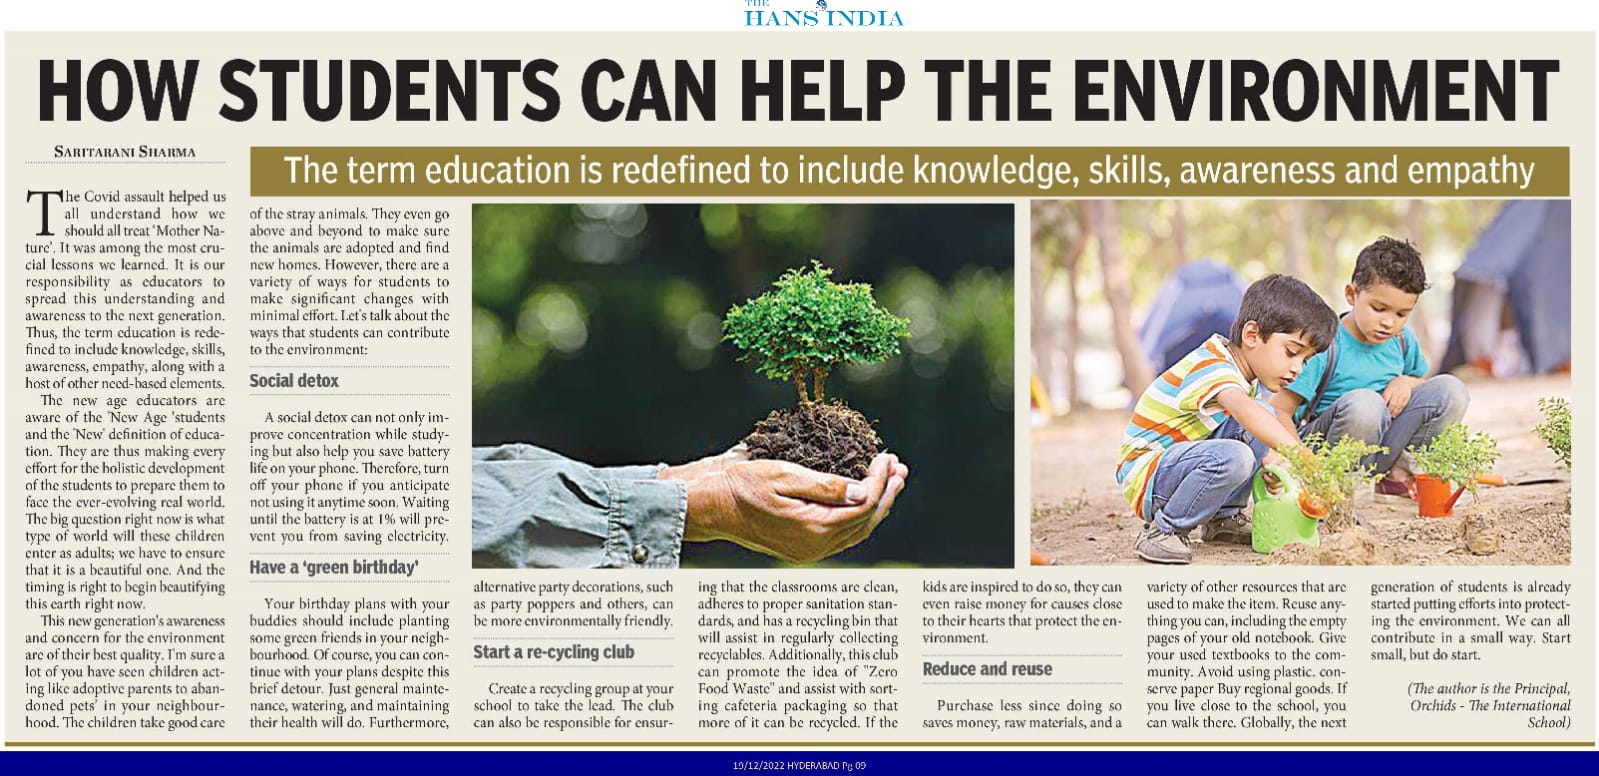 THE
HANS INDIA
HOW STUDENTS CAN HELP THE ENVIRONMENT
SARITARANI SHARMA
The term education is redefined to include knowledge, skills, awareness and empathy
The Covid assault helped us
all understand how we
should all treat 'Mother Na-
ture'. It was among the most cru-
cial lessons we learned. It is our
responsibility as educators to
spread this understanding and
awareness to the next generation.
Thus, the term education is rede-
fined to include knowledge, skills,
awareness, empathy, along with a
host of other need-based elements.
The new age educators are
aware of the 'New Age 'students
and the 'New' definition of educa-
tion. They are thus making every
effort for the holistic development
of the students to prepare them to
face the ever-evolving real world.
The big question right now is what
type of world will these children
enter as adults; we have to ensure
that it is a beautiful one. And the
timing is right to begin beautifying
this earth right now.
This new generation's awareness
and concern for the environment
are of their best quality. I'm sure a
lot of you have seen children act-
ing like adoptive parents to aban-
doned pets' in your neighbour-
hood. The children take good care
of the stray animals. They even go
above and beyond to make sure
the animals are adopted and find
new homes. However, there are a
variety of ways for students to
make significant changes with
minimal effort. Let's talk about the
ways that students can contribute
to the environment:
Social detox
A social detox can not only im-
prove concentration while study-
ing but also help you save battery
life on your phone. Therefore, turn
off your phone if you anticipate
not using it anytime soon. Waiting
until the battery is at 1% will pre-
vent you from saving electricity.
Have a 'green birthday'
Your birthday plans with your
buddies should include planting
some green friends in your neigh-
bourhood. Of course, you can con-
tinue with your plans despite this
brief detour. Just general mainte-
nance, watering, and maintaining
their health will do. Furthermore,
alternative party decorations, such
as party poppers and others, can
be more environmentally friendly.
Start a re-cycling club
Create a recycling group at your
school to take the lead. The club
can also be responsible for ensur-
ing that the classrooms are clean,
adheres to proper sanitation stan-
dards, and has a recycling bin that
will assist in regularly collecting
recyclables. Additionally, this club
can promote the idea of "Zero
Food Waste" and assist with sort-
ing cafeteria packaging so that
more of it can be recycled. If the
kids are inspired to do so, they can
even raise money for causes close
to their hearts that protect the en-
vironment.
Reduce and reuse
Purchase less since doing so
saves money, raw materials, and a
variety of other resources that are
used to make the item. Reuse any-
thing you can, including the empty
pages of your old notebook. Give
your used textbooks to the com-
munity. Avoid using plastic. con-
serve paper Buy regional goods. If
you live close to the school, you
can walk there. Globally, the next
generation of students is already
started putting efforts into protect-
ing the environment. We can all
contribute in a small way. Start
small, but do start.
(The author is the Principal,
Orchids - The International
School)
19/12/2022 HYDERABAD Pg 09